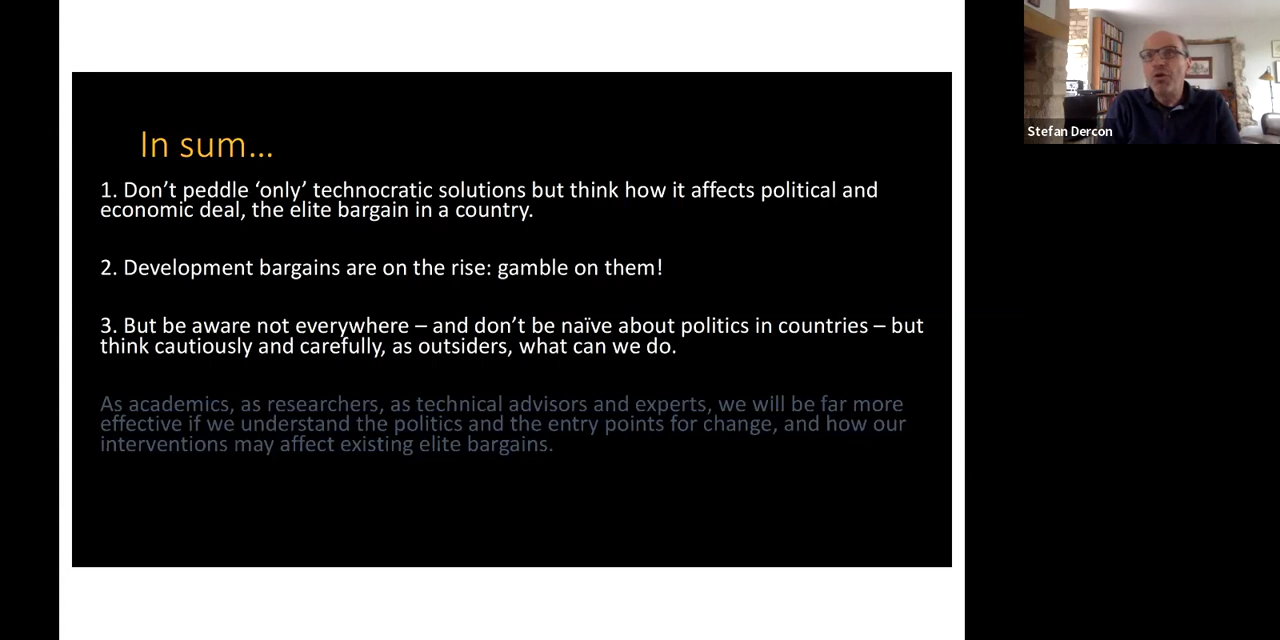 In sum...
1. Don't peddle 'only' technocratic solutions but think how it affects political and
economic deal, the elite bargain in a country.
2. Development bargains are on the rise: gamble on them!
3. But be aware not everywhere – and don't be naïve about politics in countries – but
think cautiously and carefully, as outsiders, what can we do.
As academics, as researchers, as technical advisors and experts, we will be far more
effective if we understand the politics and the entry points for change, and how our
interventions may affect existing elite bargains.
Stefan Dercon